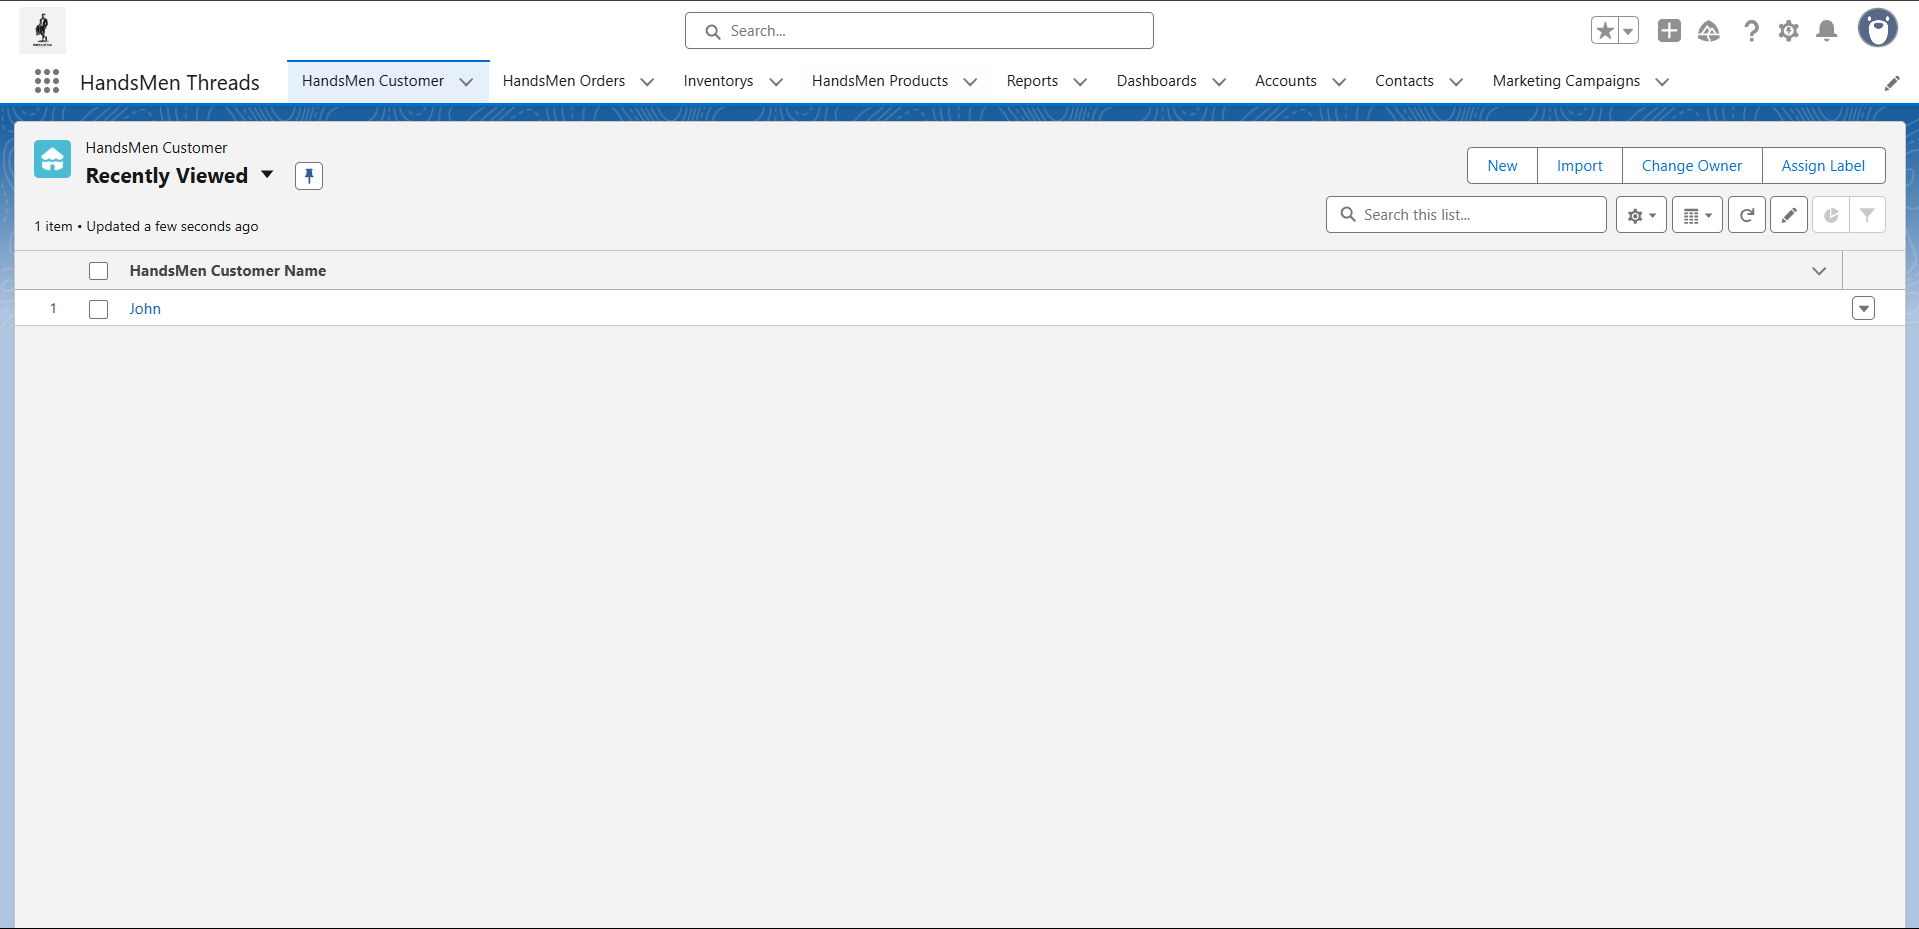 Search...
HandsMen Threads
HandsMen Customer
HandsMen Orders
Inventorys
HandsMen Products
Reports
Dashboards
Accounts
Contacts
Marketing Campaigns
HandsMen Customer
Recently Viewed
New
Import
Change Owner
Assign Label
1 item • Updated a few seconds ago
Search this list...
HandsMen Customer Name
1
John